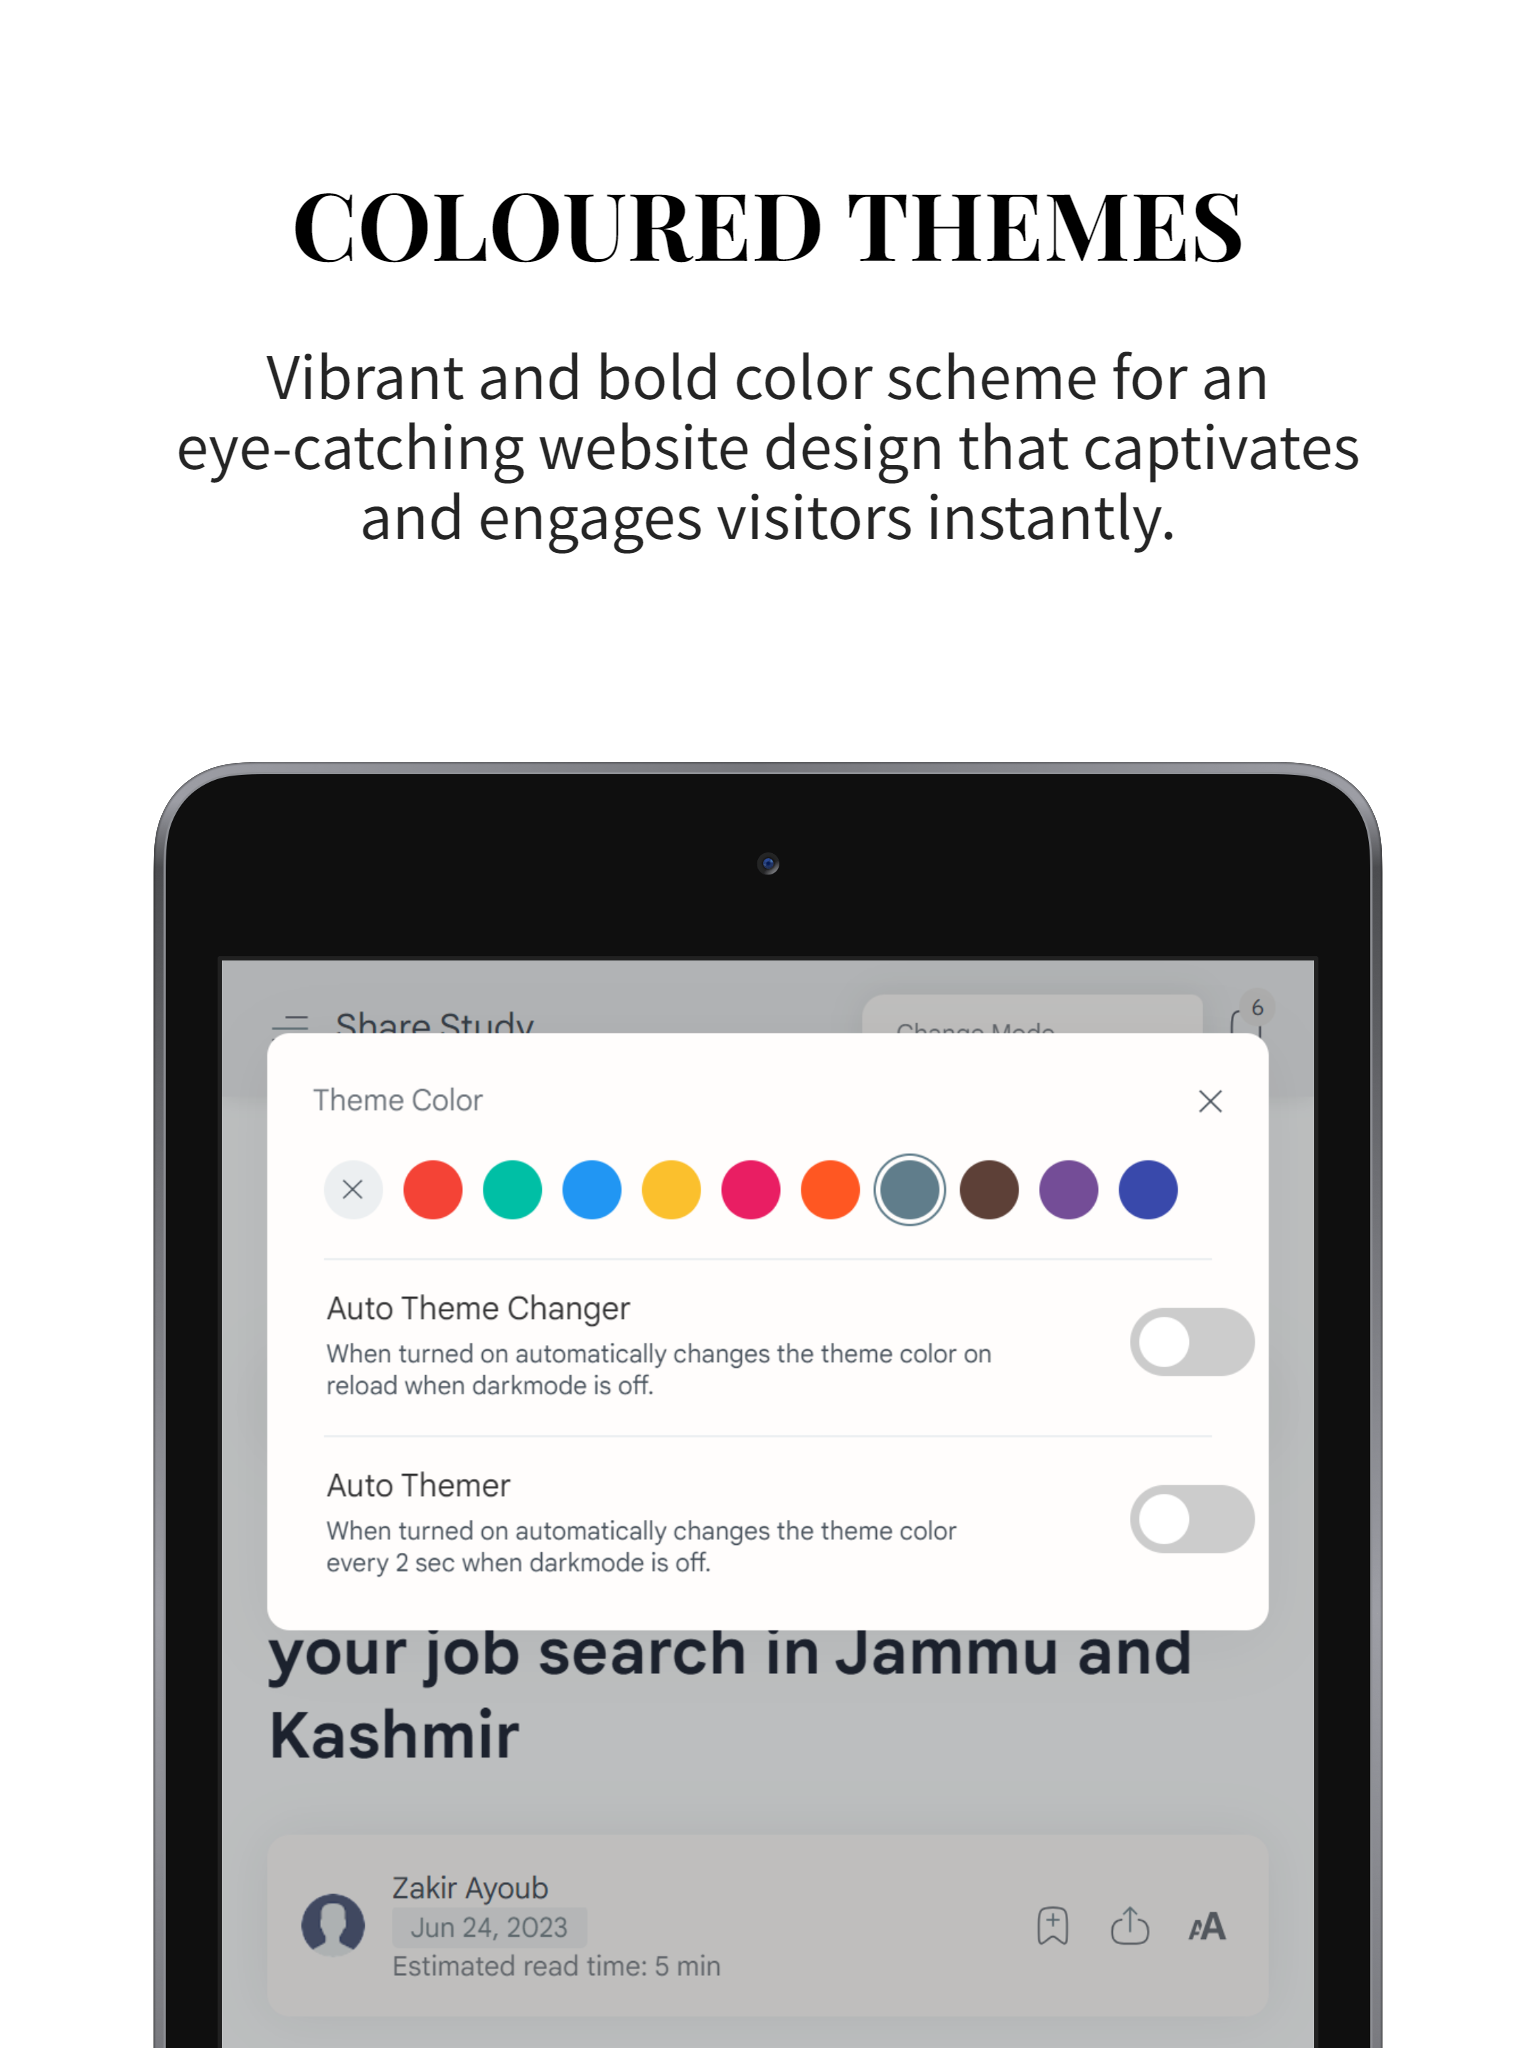 COLOURED THEMES
Vibrant and bold color scheme for an
eye-catching website design that captivates
and engages visitors instantly.
Share Study
Change Mode
6
Theme Color
Auto Theme Changer
When turned on automatically changes the theme color on
reload when darkmode is off.
Auto Themer
When turned on automatically changes the theme color
every 2 sec when darkmode is off.
your job search in Jammu and
Kashmir
Zakir Ayoub
Jun 24, 2023
Estimated read time: 5 min
AA